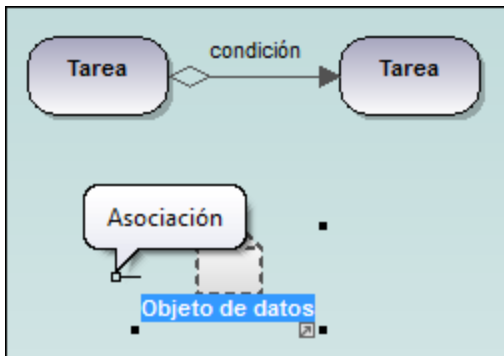 condición
Tarea
Tarea
Asociación
Objeto de datos